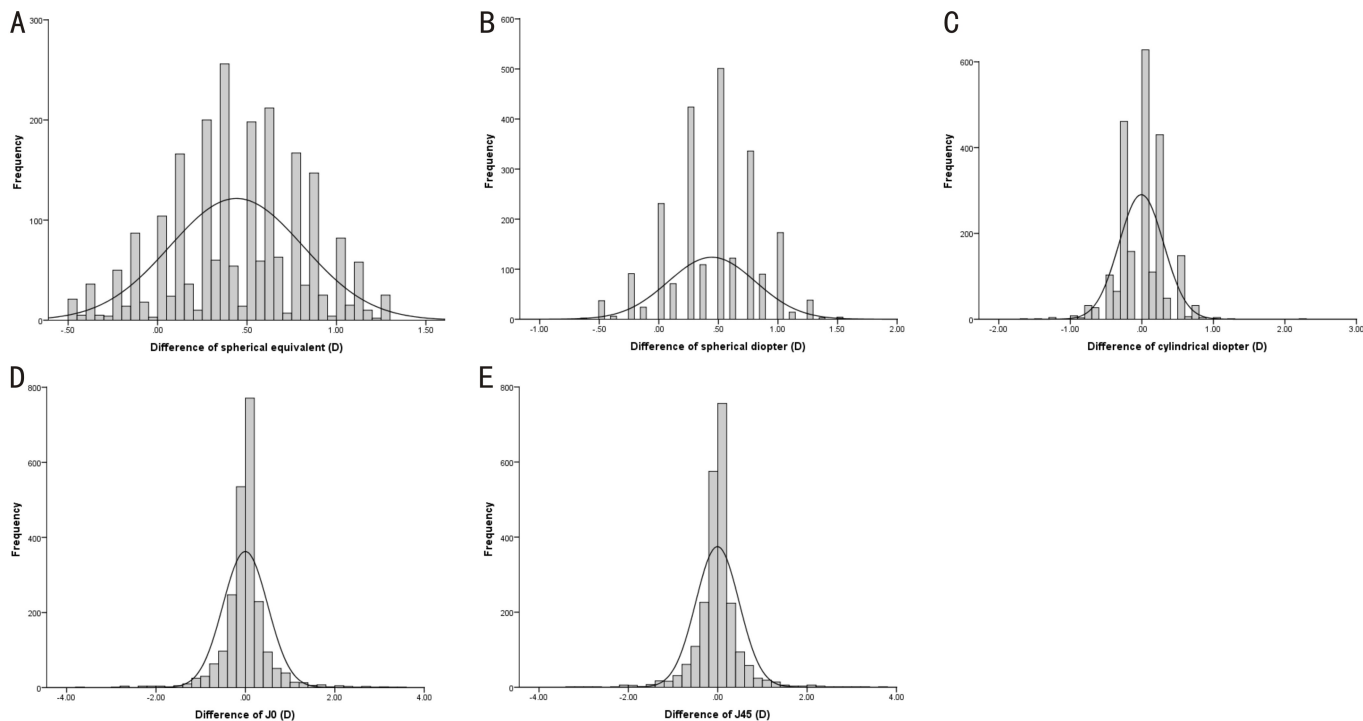 A
300
200
100
0
Frequency
-.50 .00 .50 1.00 1.50
Difference of spherical equivalent (D)
B
600
500
400
300
200
100
0
Frequency
-1.00 -.50 .00 .50 1.00 1.50 2.00
Difference of spherical diopter (D)
C
600
400
200
0
Frequency
-2.00 -1.00 .00 1.00 2.00 3.00
Difference of cylindrical diopter (D)
D
800
600
400
200
0
Frequency
-4.00 -2.00 .00 2.00 4.00
Difference of J0 (D)
E
800
600
400
200
0
Frequency
-4.00 -2.00 .00 2.00 4.00
Difference of J45 (D)